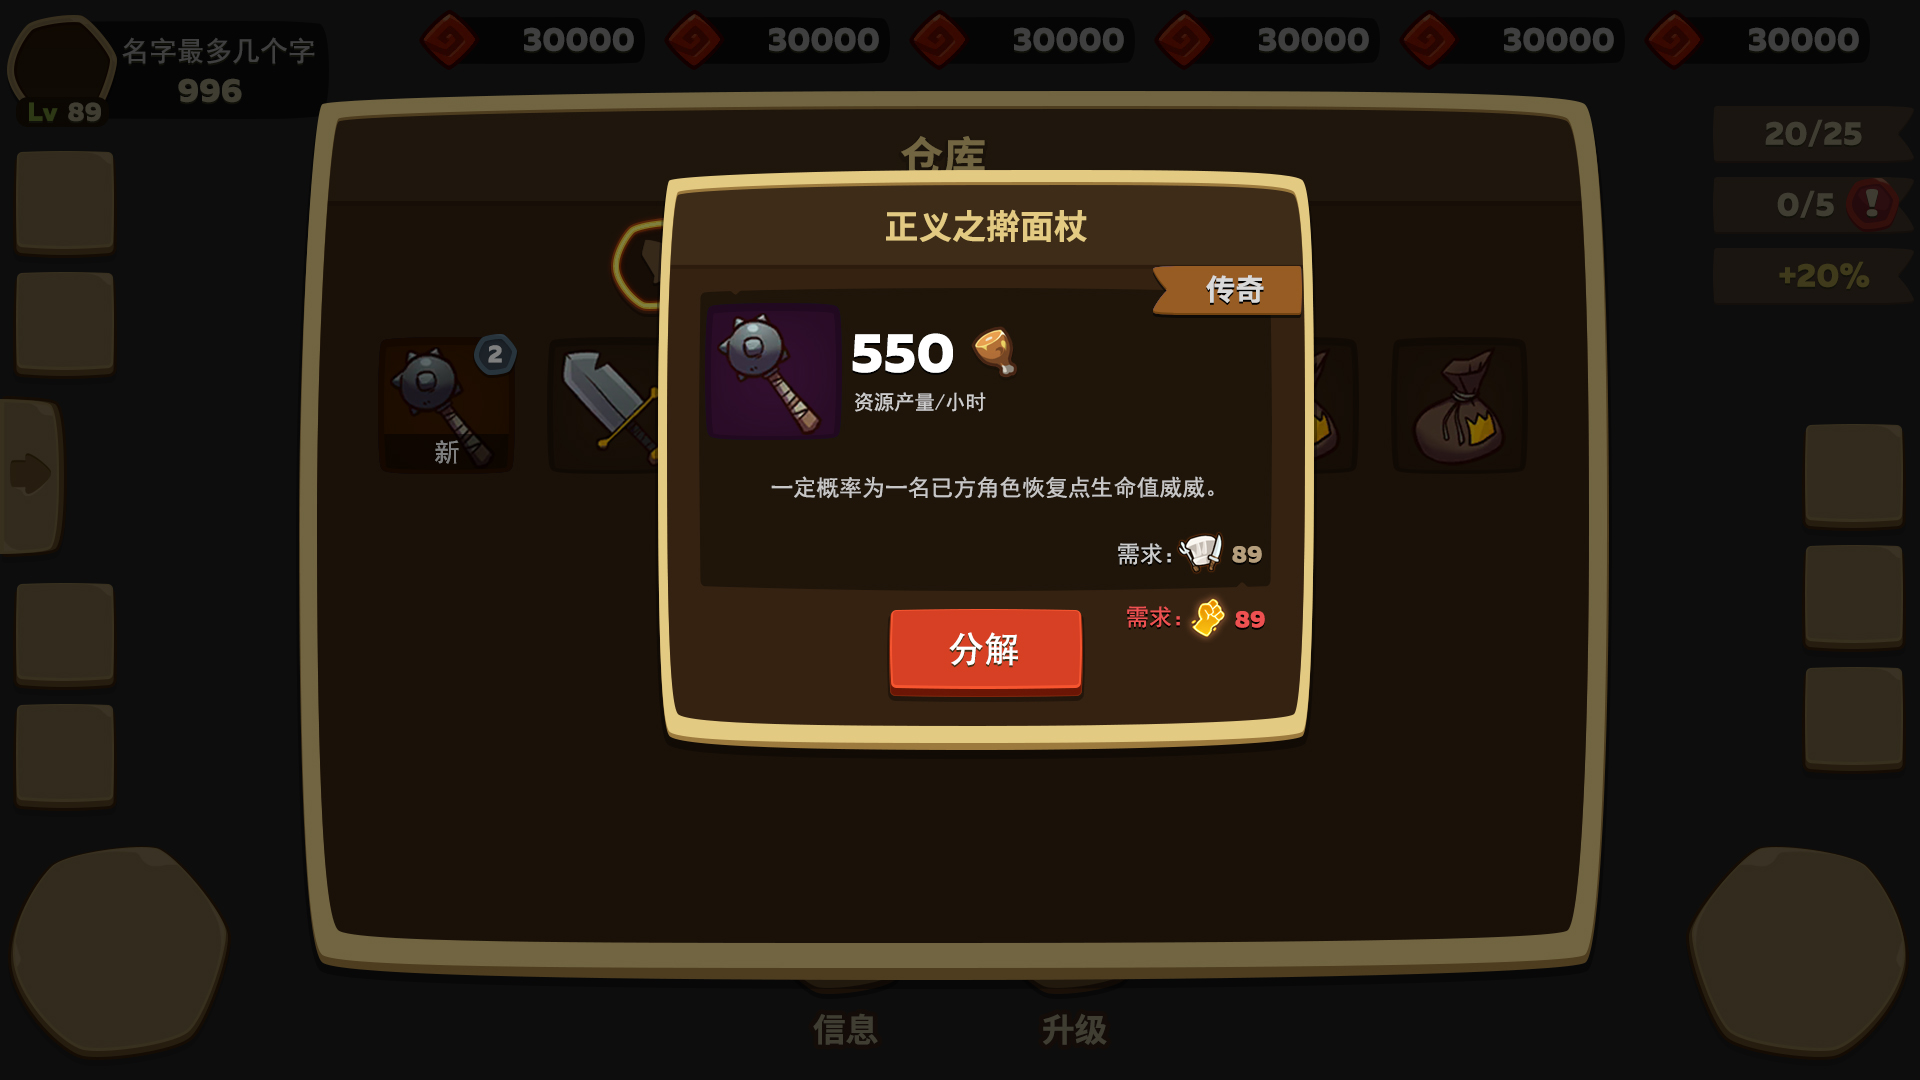 名字最多几个字
996
Lv 89
30000
30000
30000
30000
30000
30000
20/25
0/5
+20%
仓库
正义之擀面杖
传奇
550
资源产量/小时
2
新
一定概率为一名已方角色恢复点生命值威威。
需求: 89
需求: 89
分解
信息
升级